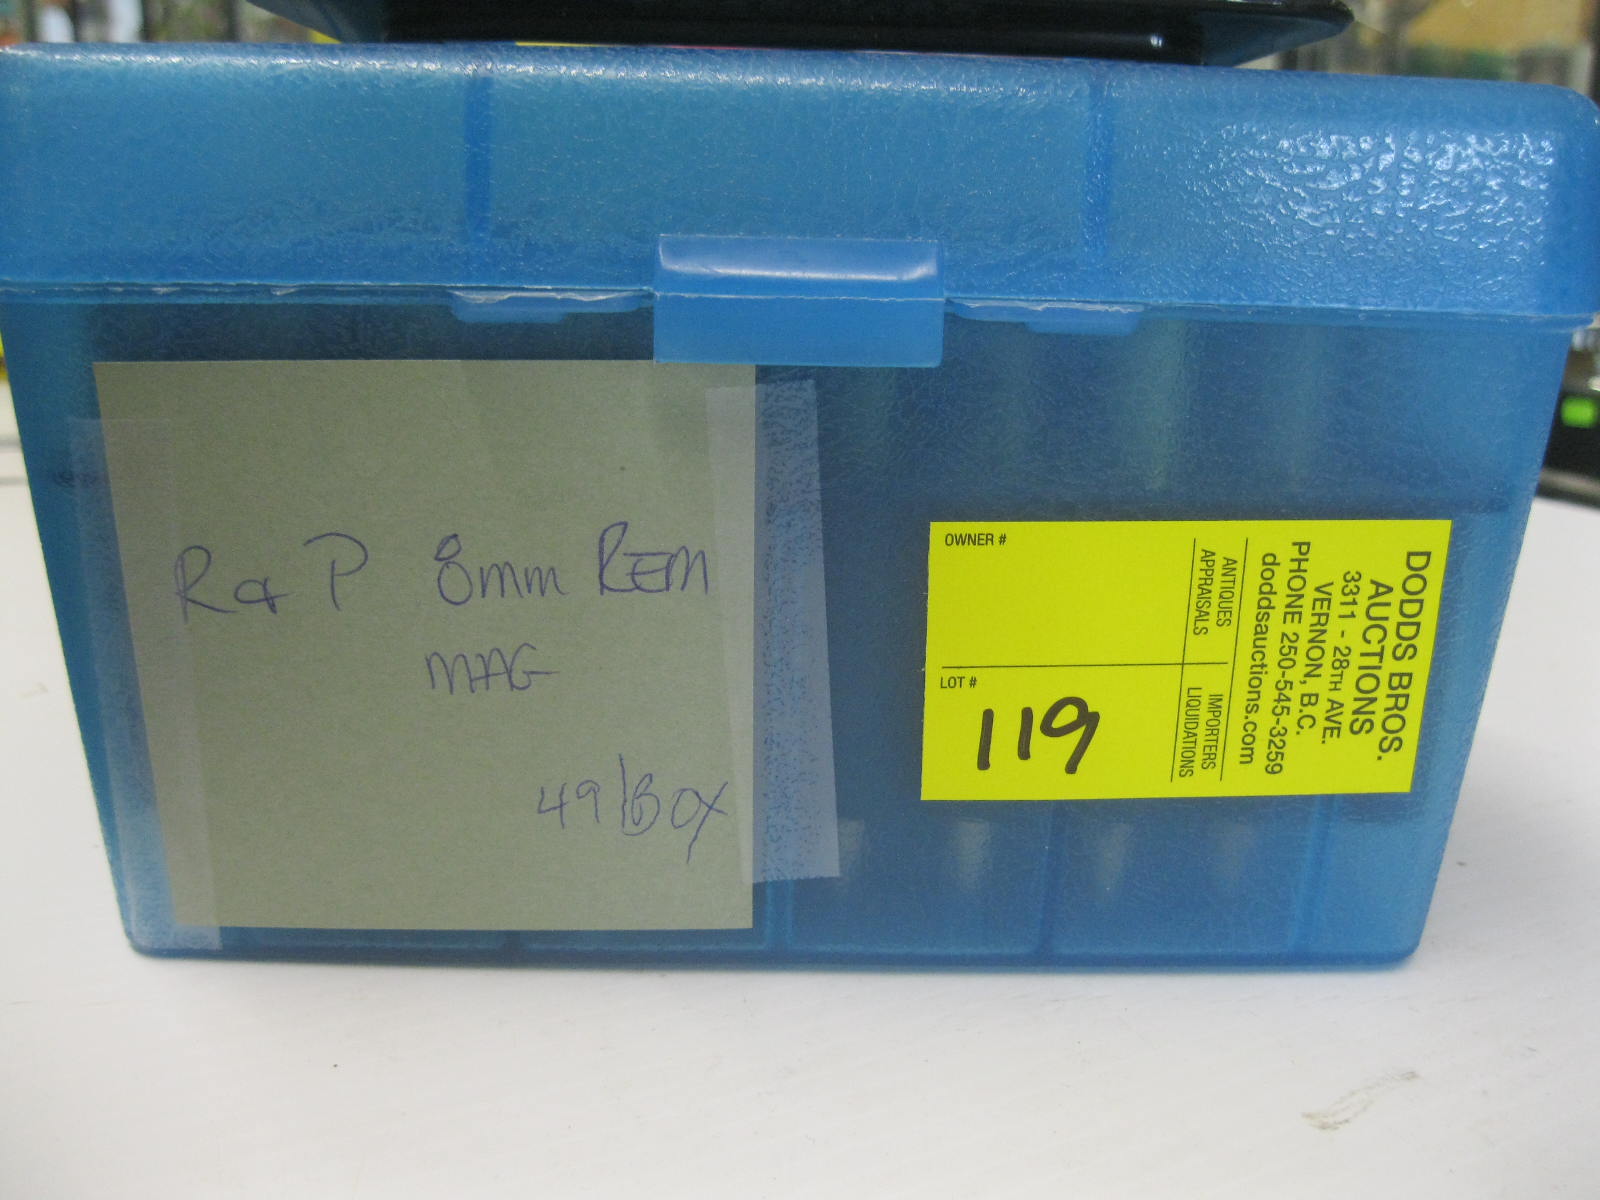 R & P 8mm REM
MAG
49/BOX
DODDS BROS.
AUCTIONS
3311 - 28TH AVE.
VERNON, B.C.
PHONE 250-545-3259
doddsauctions.com
ANTIQUES
APPRAISALS
IMPORTERS
LIQUIDATIONS
OWNER #
LOT #
119